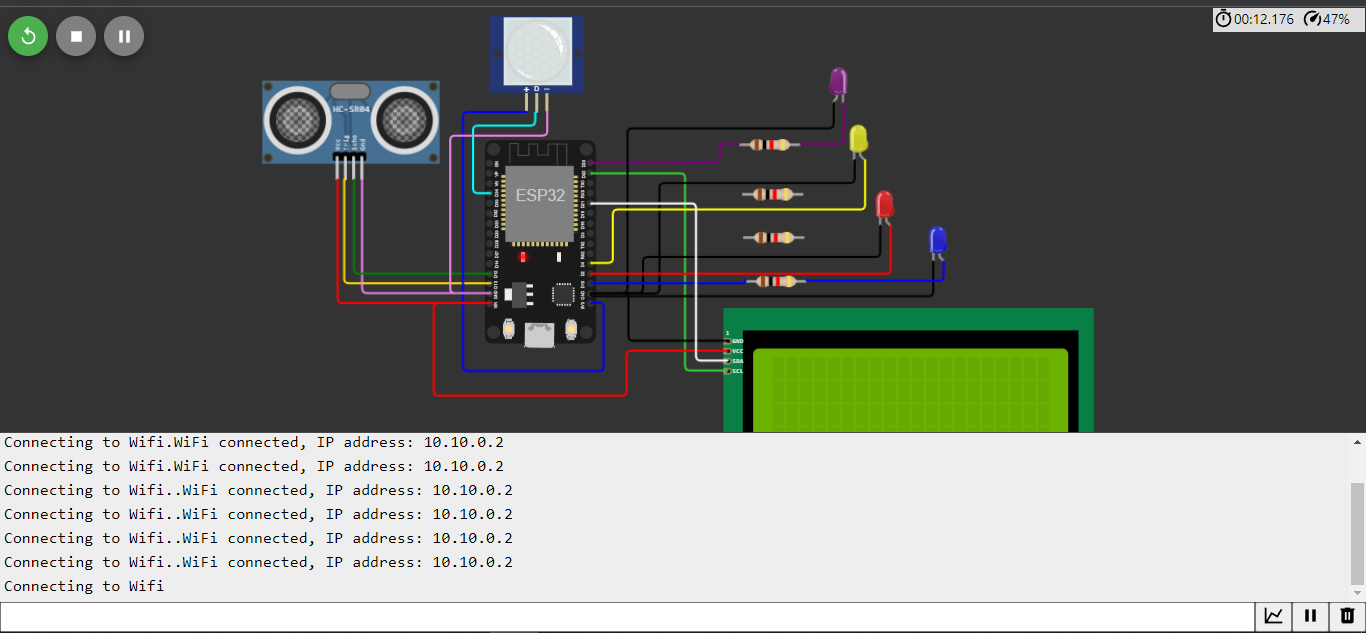 00:12.176 47%
+ D −
HC-SR04
Vcc
Trig
Echo
Gnd
ESP32
1
GND
VCC
SDA
SCL
Connecting to Wifi.WiFi connected, IP address: 10.10.0.2
Connecting to Wifi.WiFi connected, IP address: 10.10.0.2
Connecting to Wifi..WiFi connected, IP address: 10.10.0.2
Connecting to Wifi..WiFi connected, IP address: 10.10.0.2
Connecting to Wifi..WiFi connected, IP address: 10.10.0.2
Connecting to Wifi..WiFi connected, IP address: 10.10.0.2
Connecting to Wifi